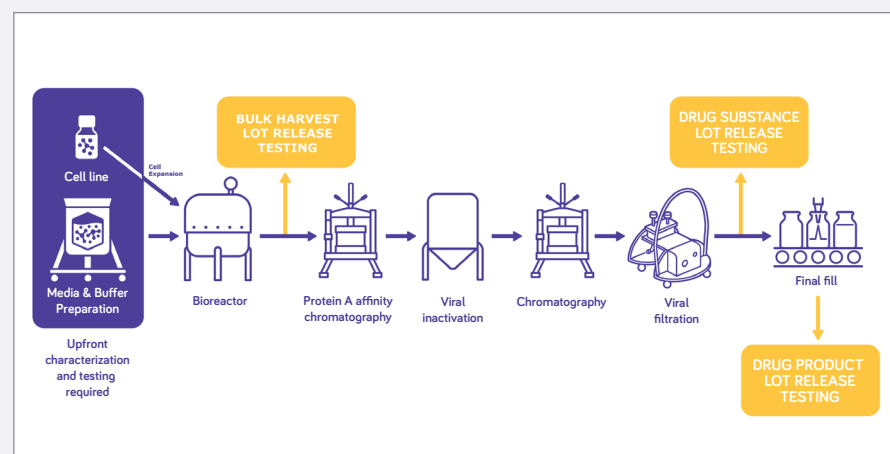 BULK HARVEST
LOT RELEASE
TESTING
DRUG SUBSTANCE
LOT RELEASE
TESTING
Cell line
Cell
Expansion
Media & Buffer
Preparation
Bioreactor
Protein A affinity
chromatography
Viral
inactivation
Chromatography
Viral
filtration
Final fill
Upfront
characterization
and testing
required
DRUG PRODUCT
LOT RELEASE
TESTING